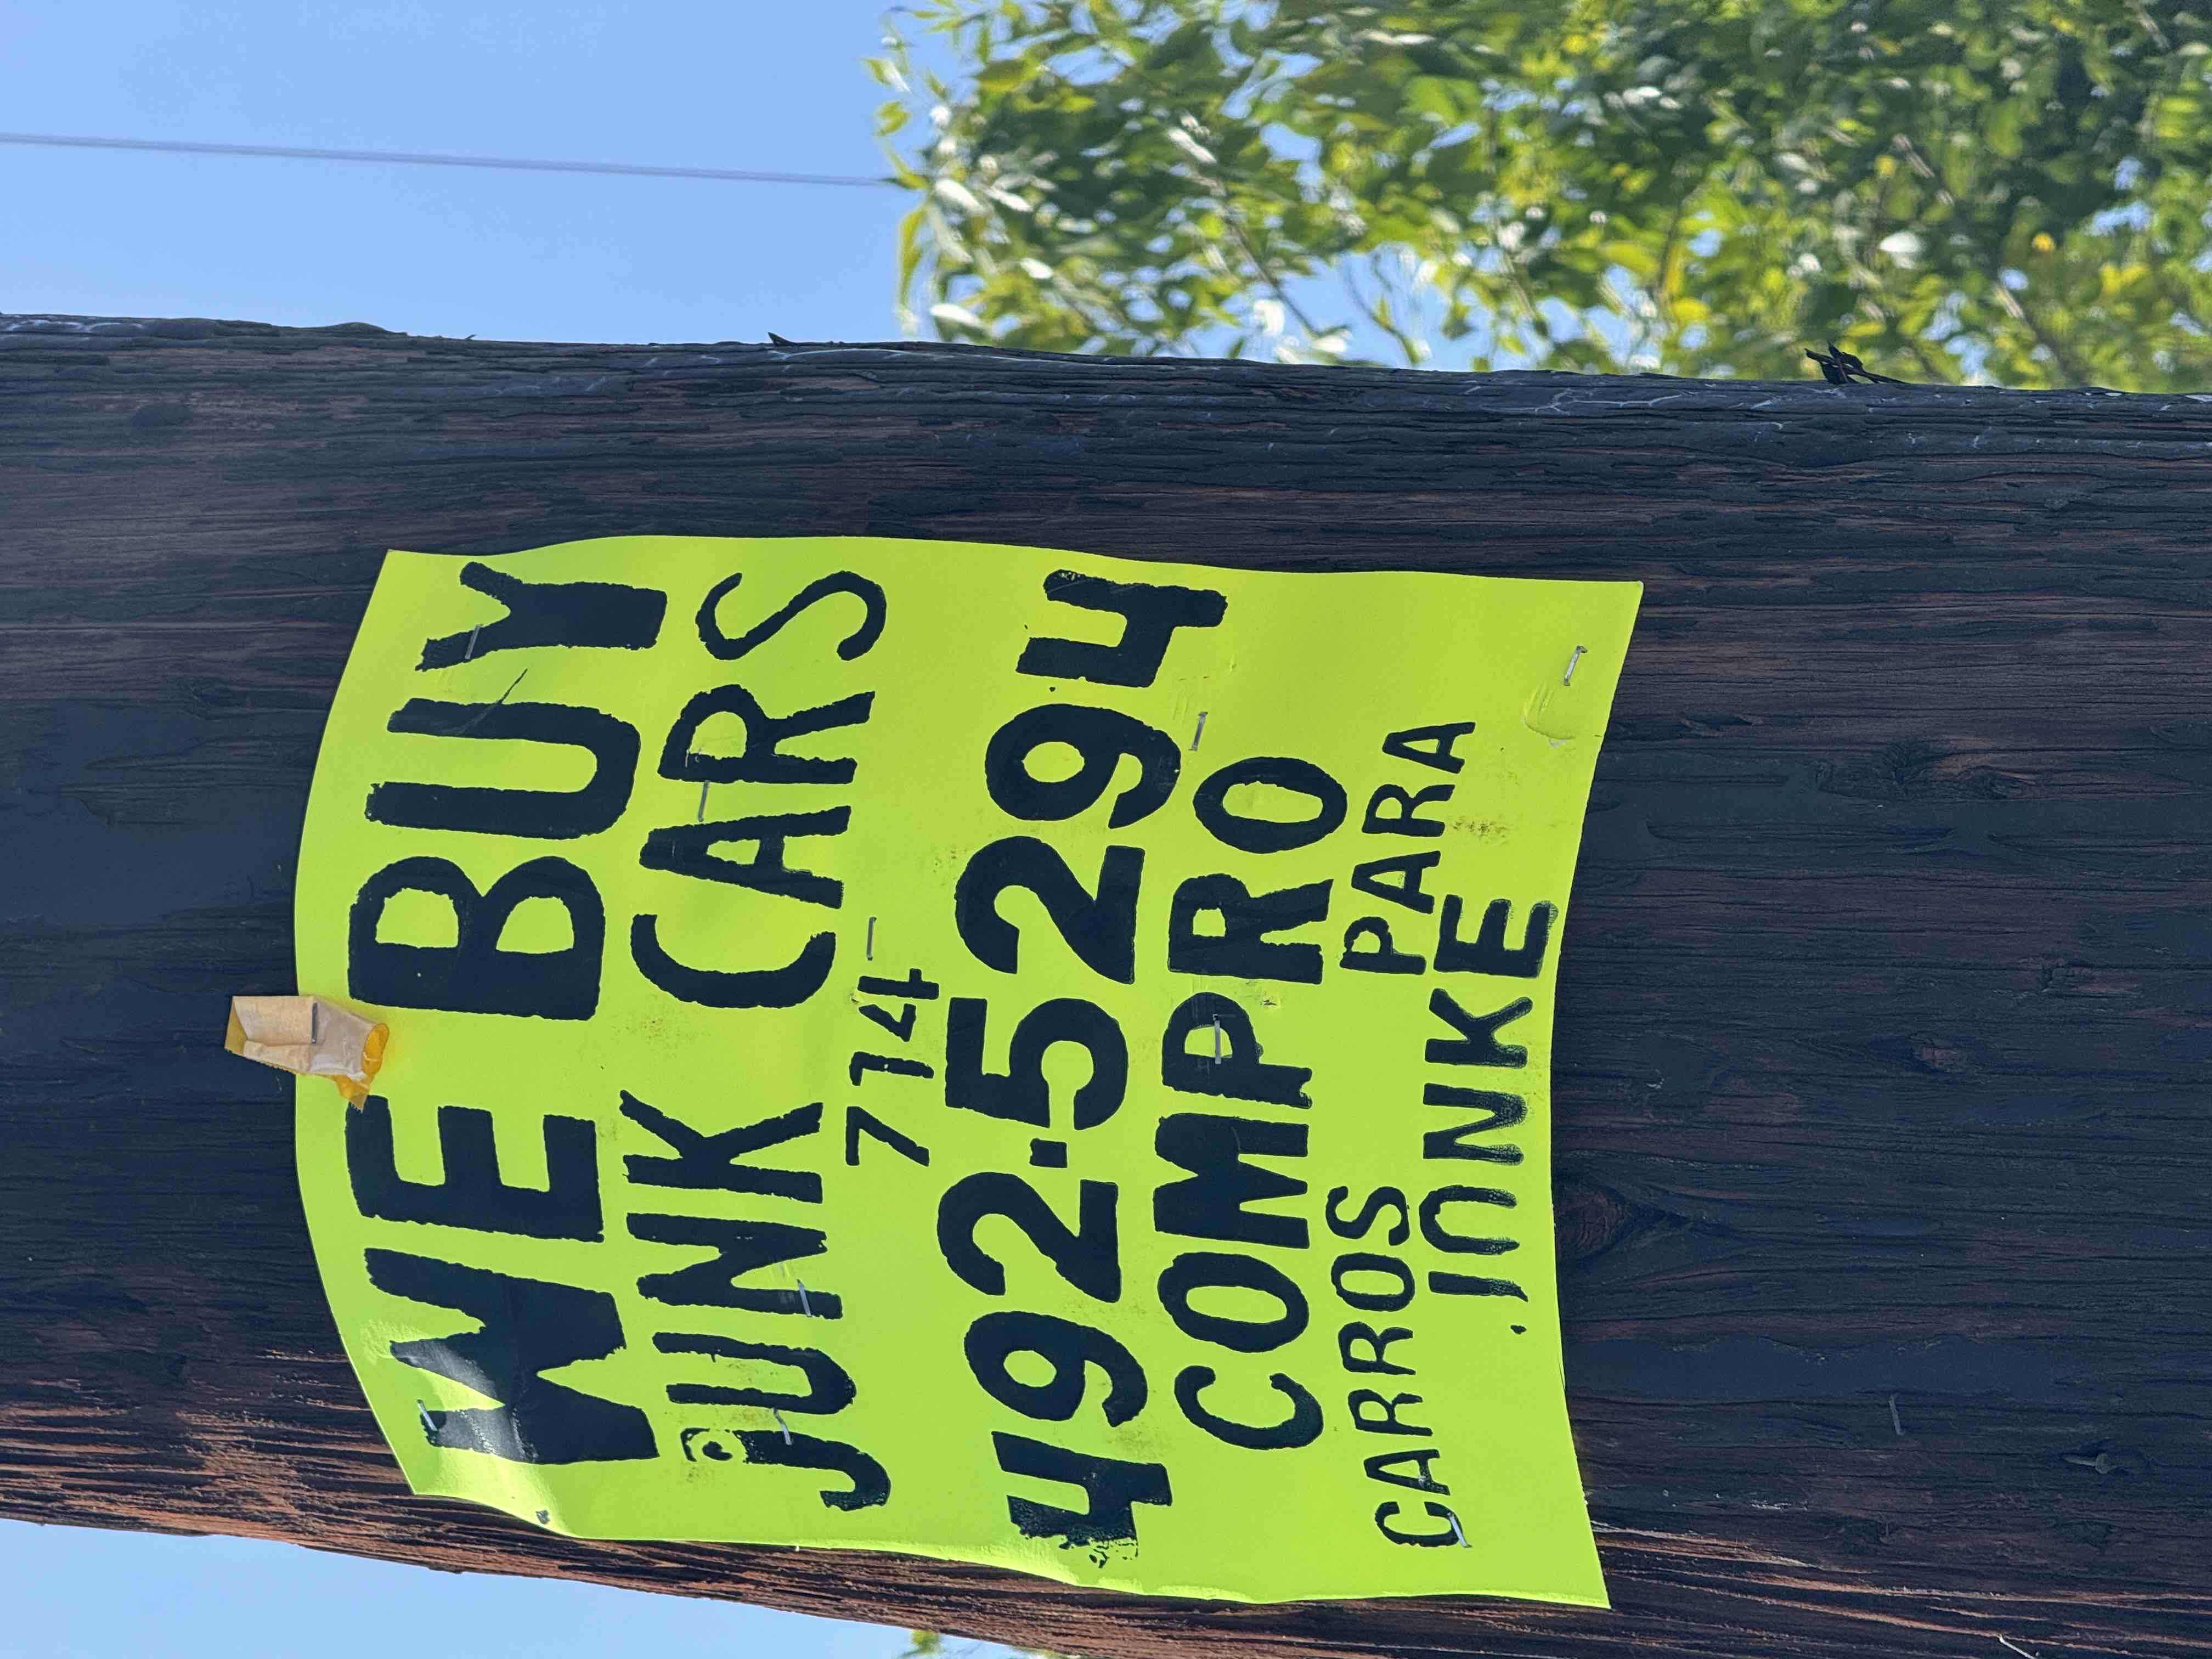 WE BUY
JUNK CARS
714
492.5294
COMPRO
CARROS PARA
JUNKE